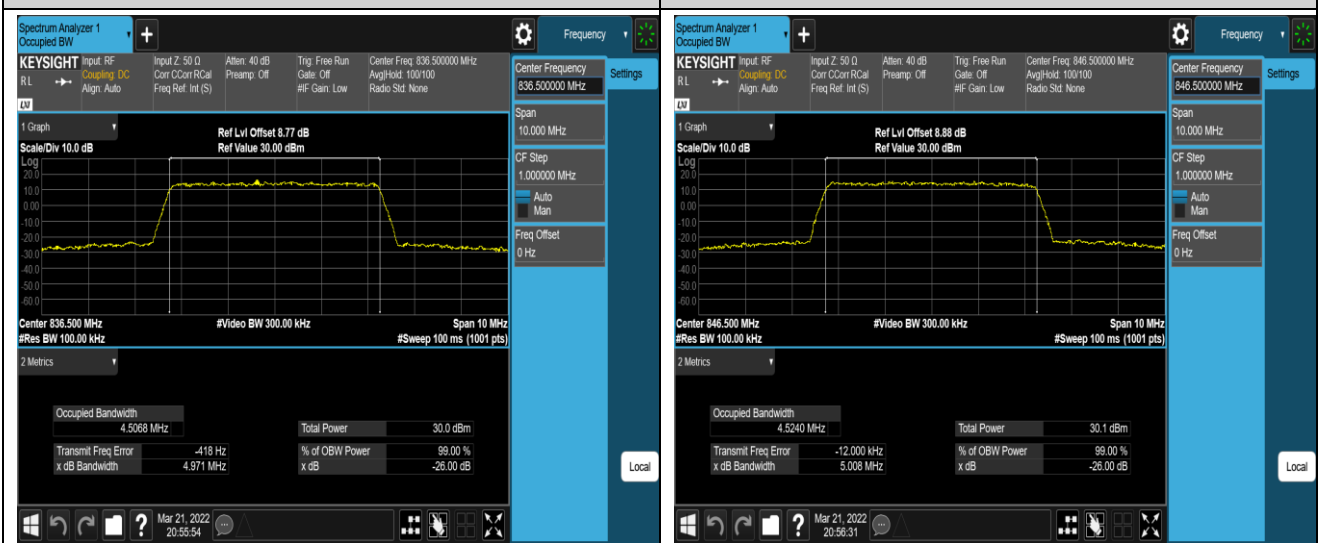 Spectrum Analyzer 1
Occupied BW
+
Frequency
KEYSIGHT
RL
LXI
Input: RF
Coupling: DC
Align: Auto
Input Z: 50 Ω
Corr CCorr RCal
Freq Ref: Int (S)
Atten: 40 dB
Preamp: Off
Trig: Free Run
Gate: Off
#IF Gain: Low
Center Freq: 836.500000 MHz
Avg|Hold: 100/100
Radio Std: None
Center Frequency
836.500000 MHz
Settings
Span
10.000 MHz
CF Step
1.000000 MHz
Auto
Man
Freq Offset
0 Hz
1 Graph
Scale/Div 10.0 dB
Ref Lvl Offset 8.77 dB
Ref Value 30.00 dBm
Log
20.0
10.0
0.00
-10.0
-20.0
-30.0
-40.0
-50.0
-60.0
Center 836.500 MHz
#Video BW 300.00 kHz
Span 10 MHz
#Res BW 100.00 kHz
#Sweep 100 ms (1001 pts)
2 Metrics
Occupied Bandwidth
4.5068 MHz
Total Power 30.0 dBm
Transmit Freq Error -418 Hz
% of OBW Power 99.00 %
x dB Bandwidth 4.971 MHz
x dB -26.00 dB
Local
?
Mar 21, 2022
20:55:54
Spectrum Analyzer 1
Occupied BW
+
Frequency
KEYSIGHT
RL
LXI
Input: RF
Coupling: DC
Align: Auto
Input Z: 50 Ω
Corr CCorr RCal
Freq Ref: Int (S)
Atten: 40 dB
Preamp: Off
Trig: Free Run
Gate: Off
#IF Gain: Low
Center Freq: 846.500000 MHz
Avg|Hold: 100/100
Radio Std: None
Center Frequency
846.500000 MHz
Settings
Span
10.000 MHz
CF Step
1.000000 MHz
Auto
Man
Freq Offset
0 Hz
1 Graph
Scale/Div 10.0 dB
Ref Lvl Offset 8.88 dB
Ref Value 30.00 dBm
Log
20.0
10.0
0.00
-10.0
-20.0
-30.0
-40.0
-50.0
-60.0
Center 846.500 MHz
#Video BW 300.00 kHz
Span 10 MHz
#Res BW 100.00 kHz
#Sweep 100 ms (1001 pts)
2 Metrics
Occupied Bandwidth
4.5240 MHz
Total Power 30.1 dBm
Transmit Freq Error -12.000 kHz
% of OBW Power 99.00 %
x dB Bandwidth 5.008 MHz
x dB -26.00 dB
Local
?
Mar 21, 2022
20:56:31